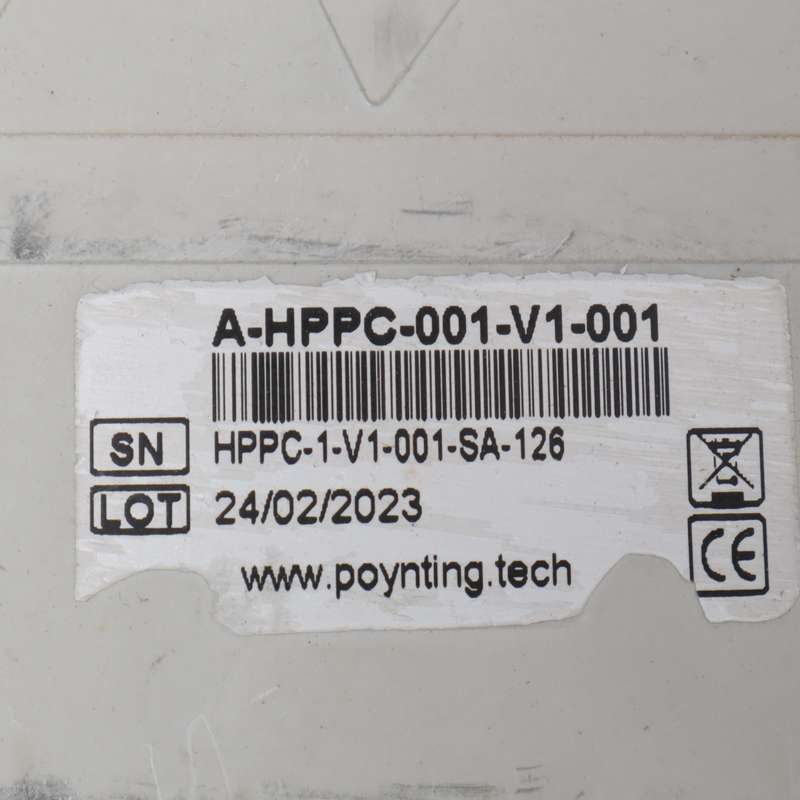 A-HPPC-001-V1-001
SN HPPC-1-V1-001-SA-126
LOT 24/02/2023
CE
www.poynting.tech